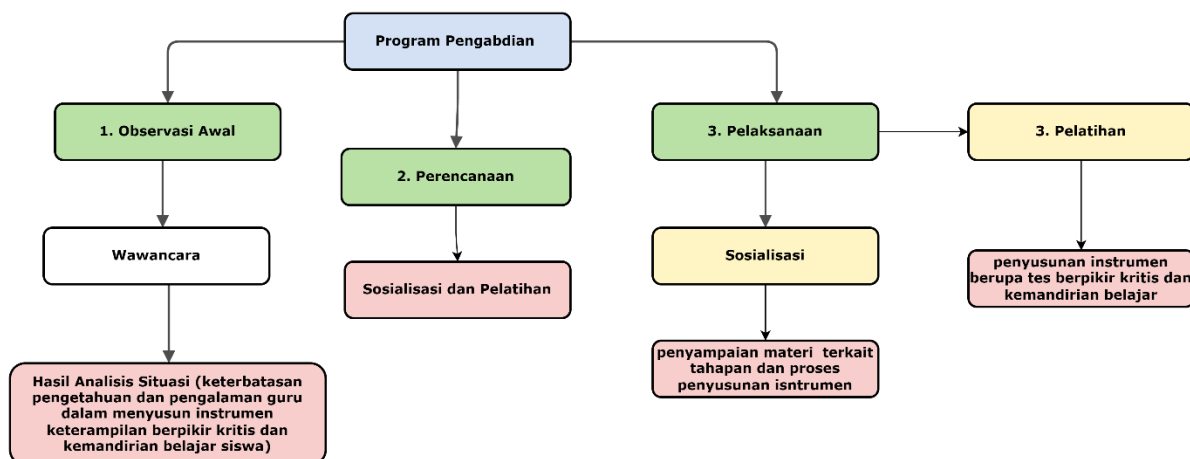 Program Pengabdian
1. Observasi Awal
3. Pelaksanaan
3. Pelatihan
2. Perencanaan
Wawancara
Sosialisasi dan Pelatihan
Sosialisasi
penyusunan instrumen
berupa tes berpikir kritis dan
kemandirian belajar
penyampaian materi terkait
tahapan dan proses
penyusunan isntrumen
Hasil Analisis Situasi (keterbatasan
pengetahuan dan pengalaman guru
dalam menyusun instrumen
keterampilan berpikir kritis dan
kemandirian belajar siswa)